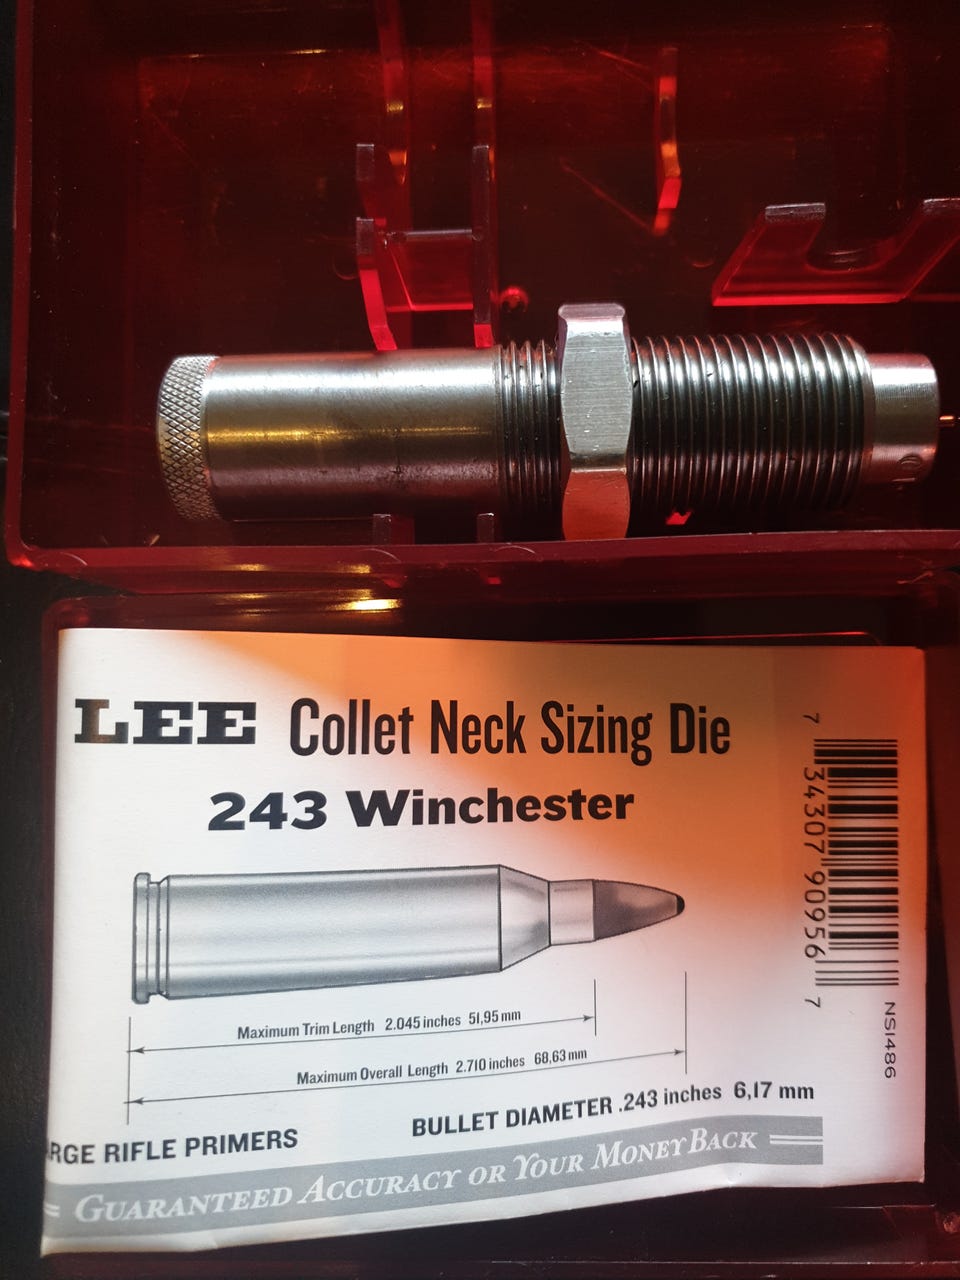 LEE Collet Neck Sizing Die
243 Winchester
Maximum Trim Length 2.045 inches 51,95 mm
Maximum Overall Length 2.710 inches 68,63 mm
BULLET DIAMETER .243 inches 6,17 mm
ARGE RIFLE PRIMERS
GUARANTEED ACCURACY OR YOUR MONEY BACK
7 34307 90956 7
NS1486